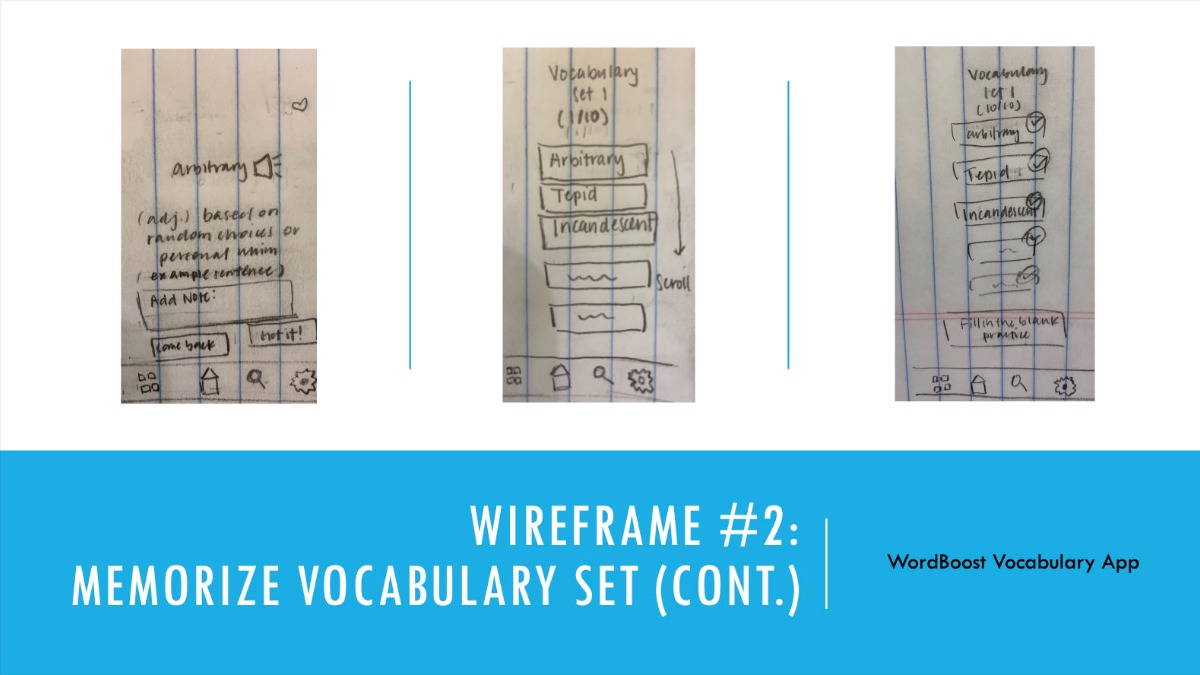 arbitrary
(adj.) based on
random choices or
personal whim
(example sentence)
Add Note:
Come back
Got it!
Vocabulary
Set 1
(1/10)
Arbitrary
Tepid
Incandescent
Scroll
Vocabulary
set 1
(10/10)
arbitrary
Tepid
Incandescent
Fill in the blank
practice
WIREFRAME #2:
MEMORIZE VOCABULARY SET (CONT.)
WordBoost Vocabulary App